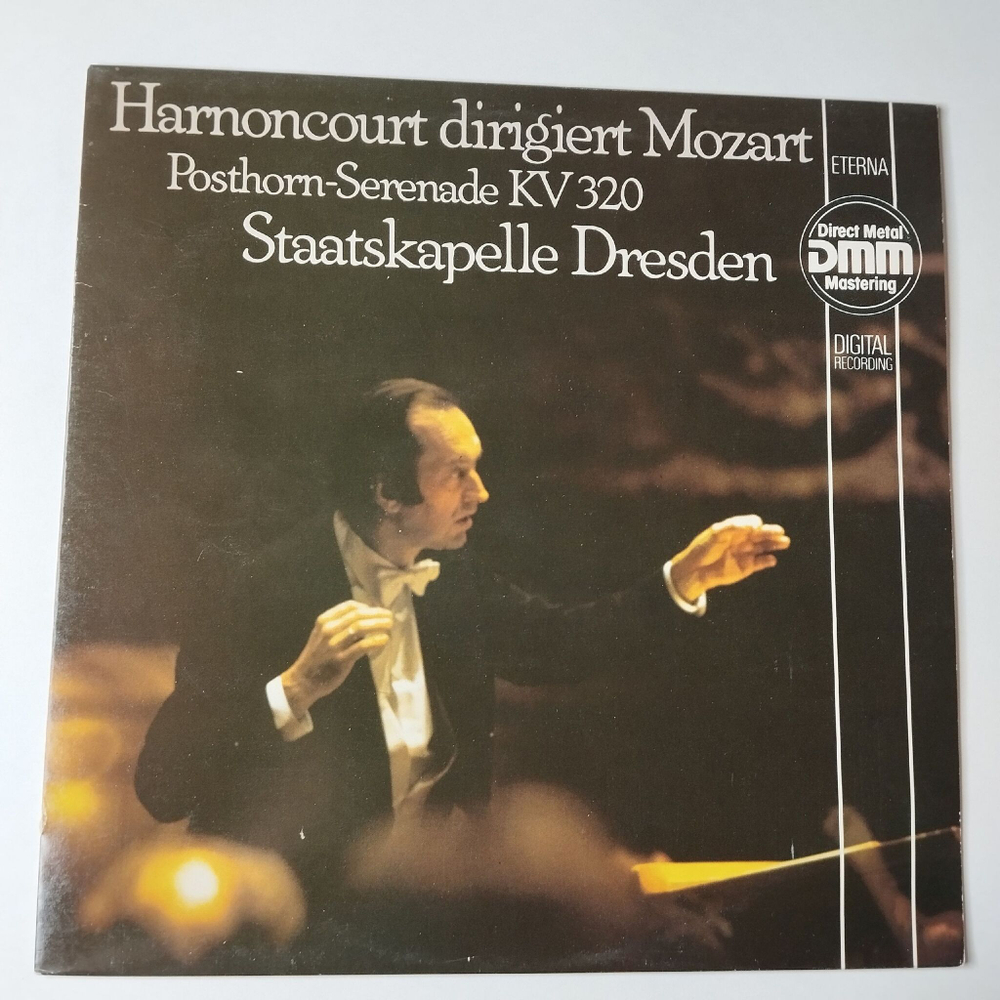 Harnoncourt dirigiert Mozart
Posthorn-Serenade KV 320
Staatskapelle Dresden
ETERNA
Direct Metal
DMM
Mastering
DIGITAL
RECORDING